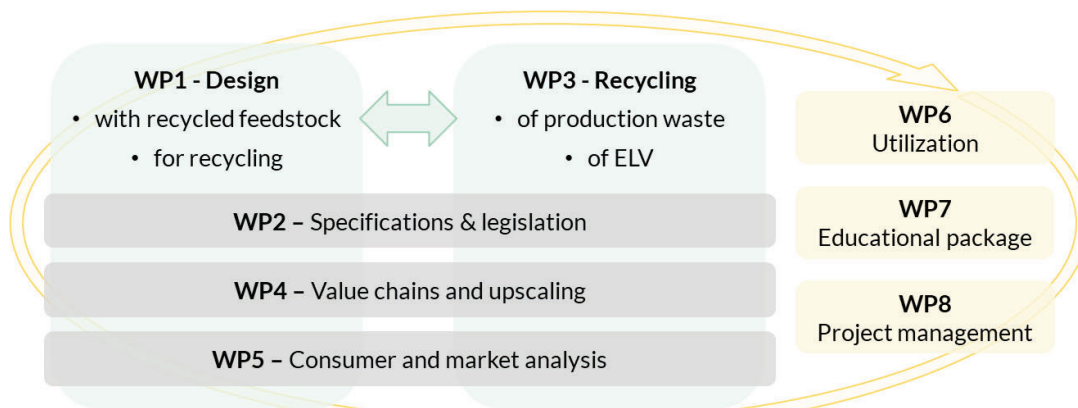 WP1 - Design
• with recycled feedstock
• for recycling
WP3 - Recycling
• of production waste
• of ELV
WP2 – Specifications & legislation
WP4 – Value chains and upscaling
WP5 – Consumer and market analysis
WP6
Utilization
WP7
Educational package
WP8
Project management